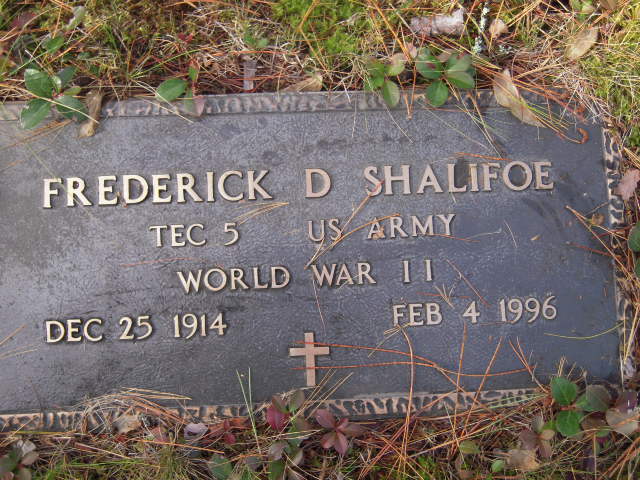 FREDERICK D SHALIFOE
TEC 5 US ARMY
WORLD WAR II
DEC 25 1914 FEB 4 1996